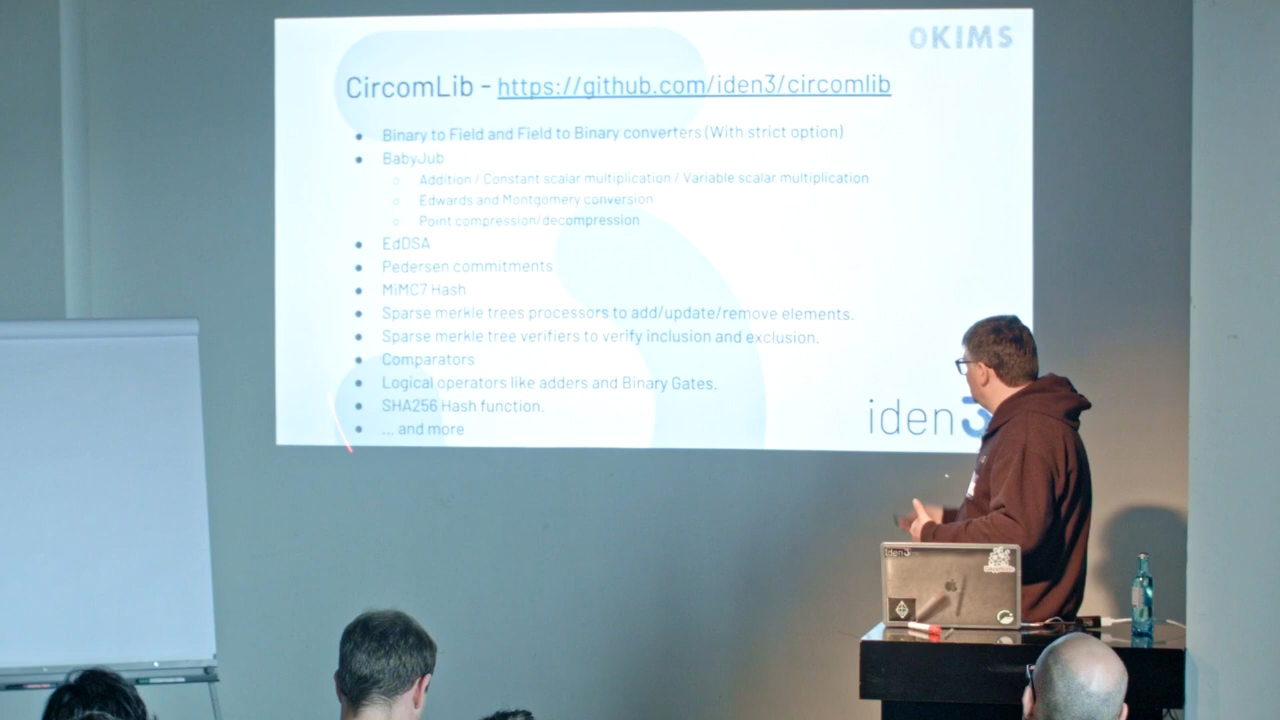 0KIMS
CircomLib - https://github.com/iden3/circomlib
● Binary to Field and Field to Binary converters (With strict option)
● BabyJub
○ Addition / Constant scalar multiplication / Variable scalar multiplication
○ Edwards and Montgomery conversion
○ Point compression/decompression
● EdDSA
● Pedersen commitments
● MiMC7 Hash
● Sparse merkle trees processors to add/update/remove elements.
● Sparse merkle tree verifiers to verify inclusion and exclusion.
● Comparators
● Logical operators like adders and Binary Gates.
● SHA256 Hash function.
● ... and more
iden3
iden3